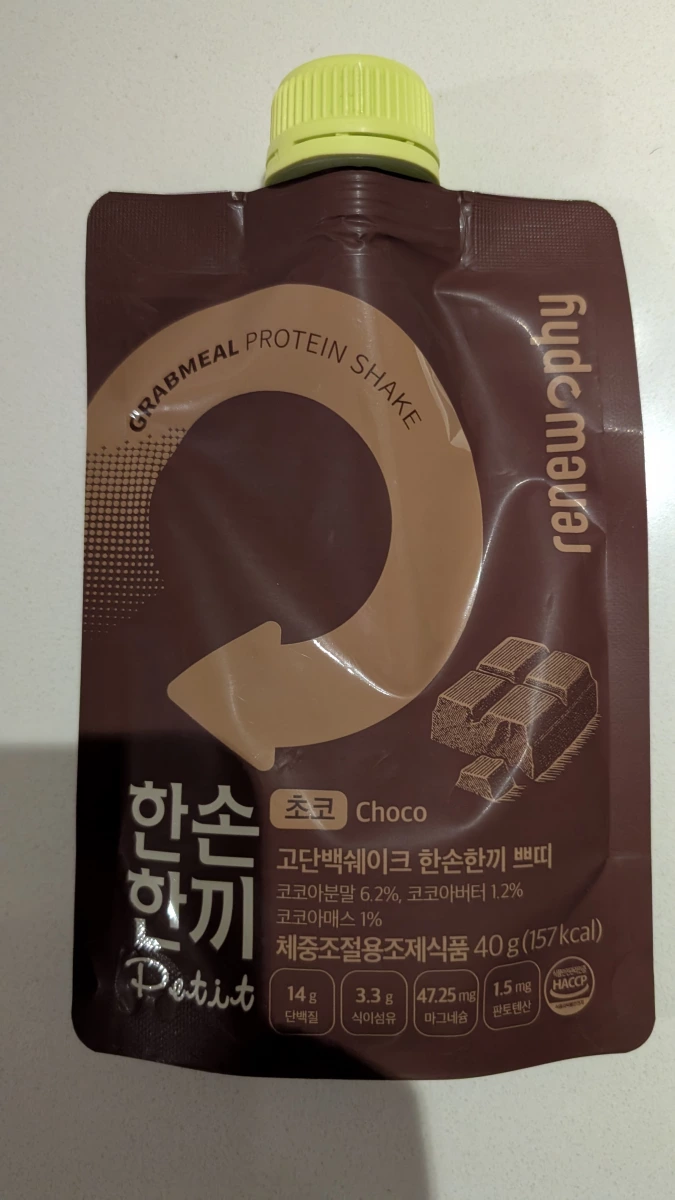 GRABMEAL PROTEIN SHAKE
renewophy
초코 Choco
한손
한끼
Petit
고단백쉐이크 한손한끼 쁘띠
코코아분말 6.2%, 코코아버터 1.2%
코코아매스 1%
체중조절용조제식품 40 g (157 kcal)
14 g
단백질
3.3 g
식이섬유
47.25 mg
마그네슘
1.5 mg
판토텐산
HACCP